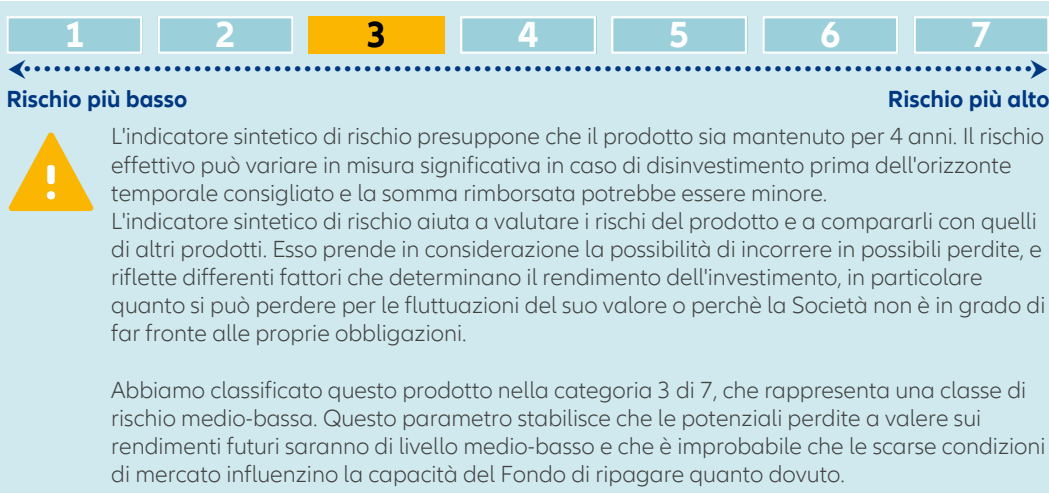 1 2 3 4 5 6 7
Rischio più basso Rischio più alto
L'indicatore sintetico di rischio presuppone che il prodotto sia mantenuto per 4 anni. Il rischio
effettivo può variare in misura significativa in caso di disinvestimento prima dell'orizzonte
temporale consigliato e la somma rimborsata potrebbe essere minore.
L'indicatore sintetico di rischio aiuta a valutare i rischi del prodotto e a compararli con quelli
di altri prodotti. Esso prende in considerazione la possibilità di incorrere in possibili perdite, e
riflette differenti fattori che determinano il rendimento dell'investimento, in particolare
quanto si può perdere per le fluttuazioni del suo valore o perchè la Società non è in grado di
far fronte alle proprie obbligazioni.
Abbiamo classificato questo prodotto nella categoria 3 di 7, che rappresenta una classe di
rischio medio-bassa. Questo parametro stabilisce che le potenziali perdite a valere sui
rendimenti futuri saranno di livello medio-basso e che è improbabile che le scarse condizioni
di mercato influenzino la capacità del Fondo di ripagare quanto dovuto.